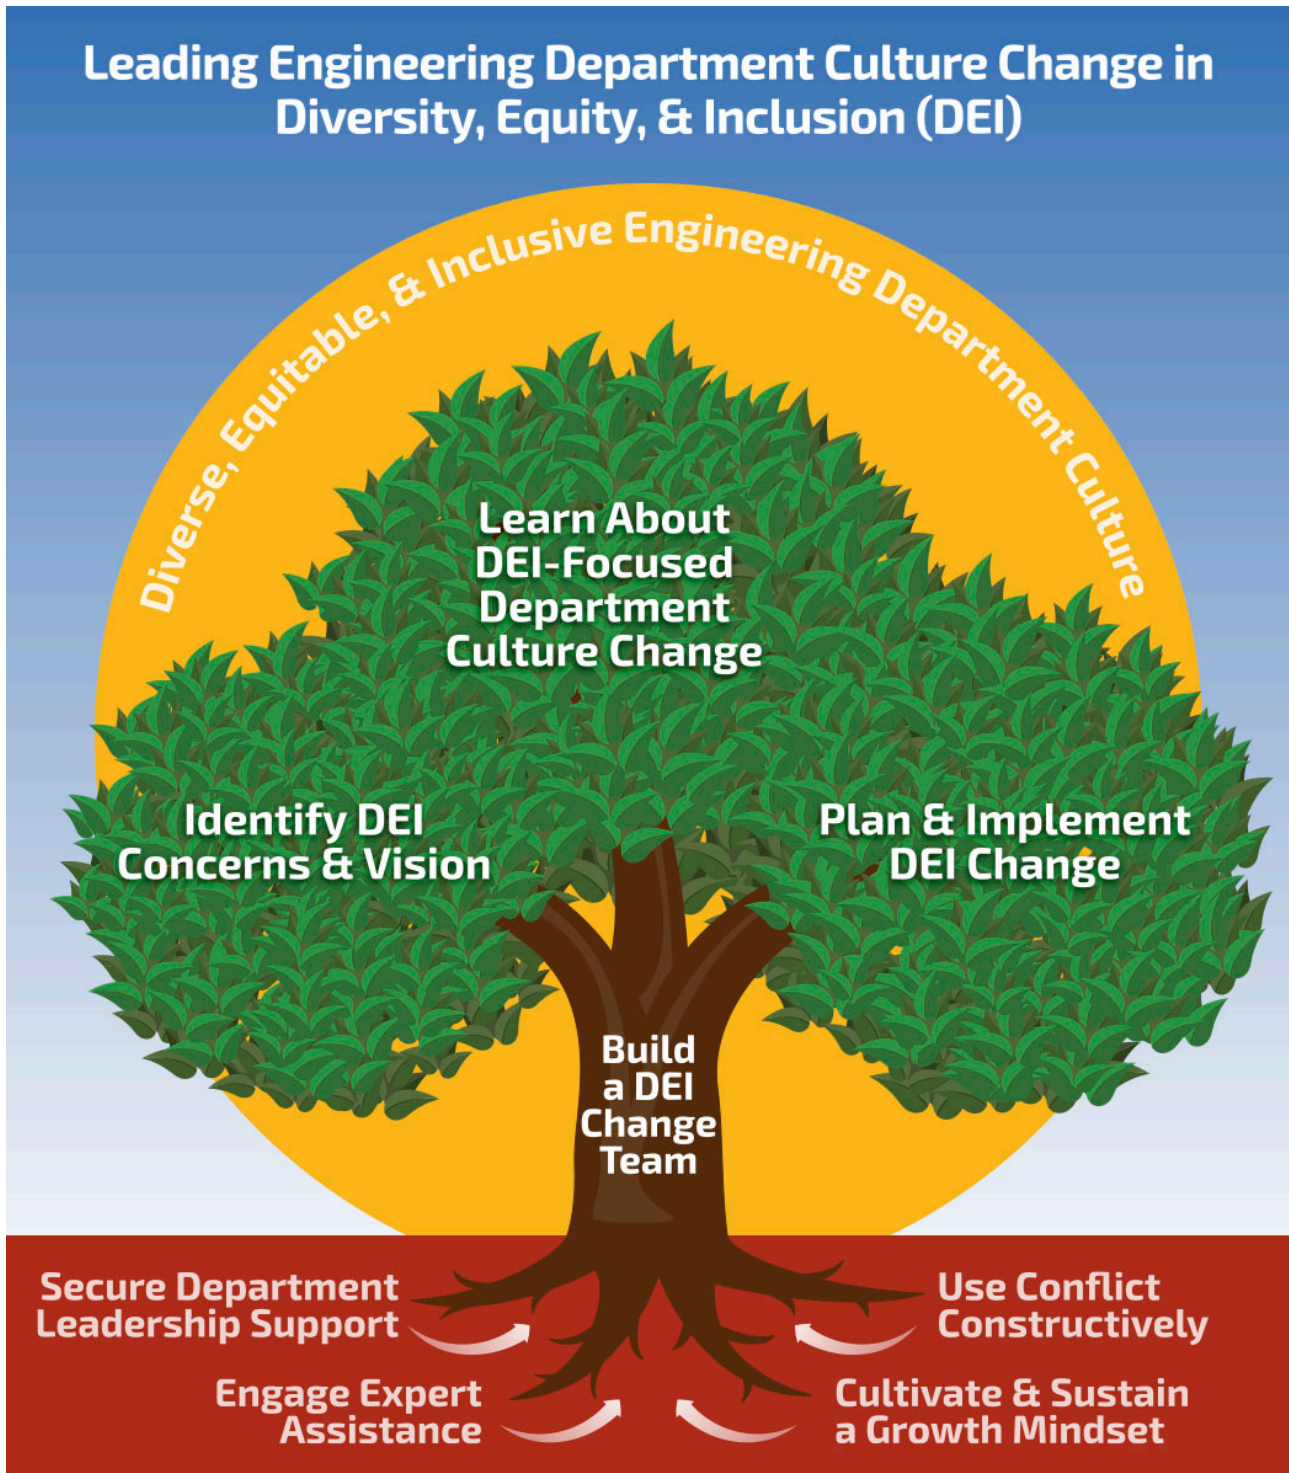 Leading Engineering Department Culture Change in
Diversity, Equity, & Inclusion (DEI)
Diverse, Equitable, & Inclusive Engineering Department Culture
Learn About
DEI-Focused
Department
Culture Change
Identify DEI
Concerns & Vision
Plan & Implement
DEI Change
Build
a DEI
Change
Team
Secure Department
Leadership Support
Use Conflict
Constructively
Engage Expert
Assistance
Cultivate & Sustain
a Growth Mindset